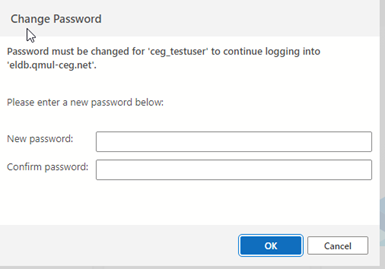 Change Password
Password must be changed for 'ceg_testuser' to continue logging into
'eldb.qmul-ceg.net'.
Please enter a new password below:
New password:
Confirm password:
OK
Cancel